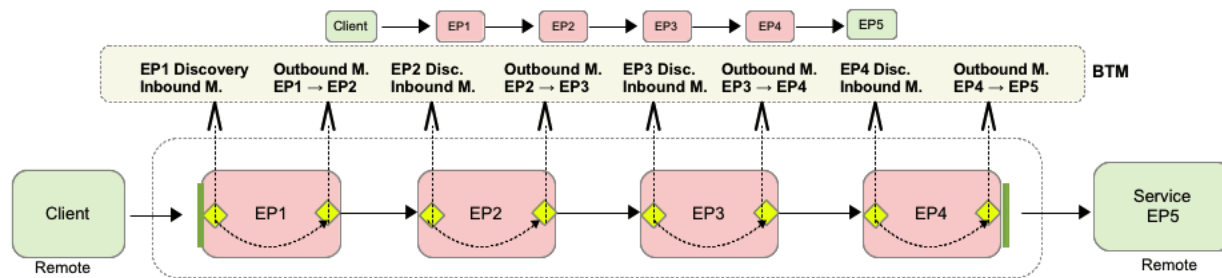 Client
EP1
EP2
EP3
EP4
EP5
EP1 Discovery
Inbound M.
Outbound M.
EP1 → EP2
EP2 Disc.
Inbound M.
Outbound M.
EP2 → EP3
EP3 Disc.
Inbound M.
Outbound M.
EP3 → EP4
EP4 Disc.
Inbound M.
Outbound M.
EP4 → EP5
BTM
Client
Remote
EP1
EP2
EP3
EP4
Service
EP5
Remote